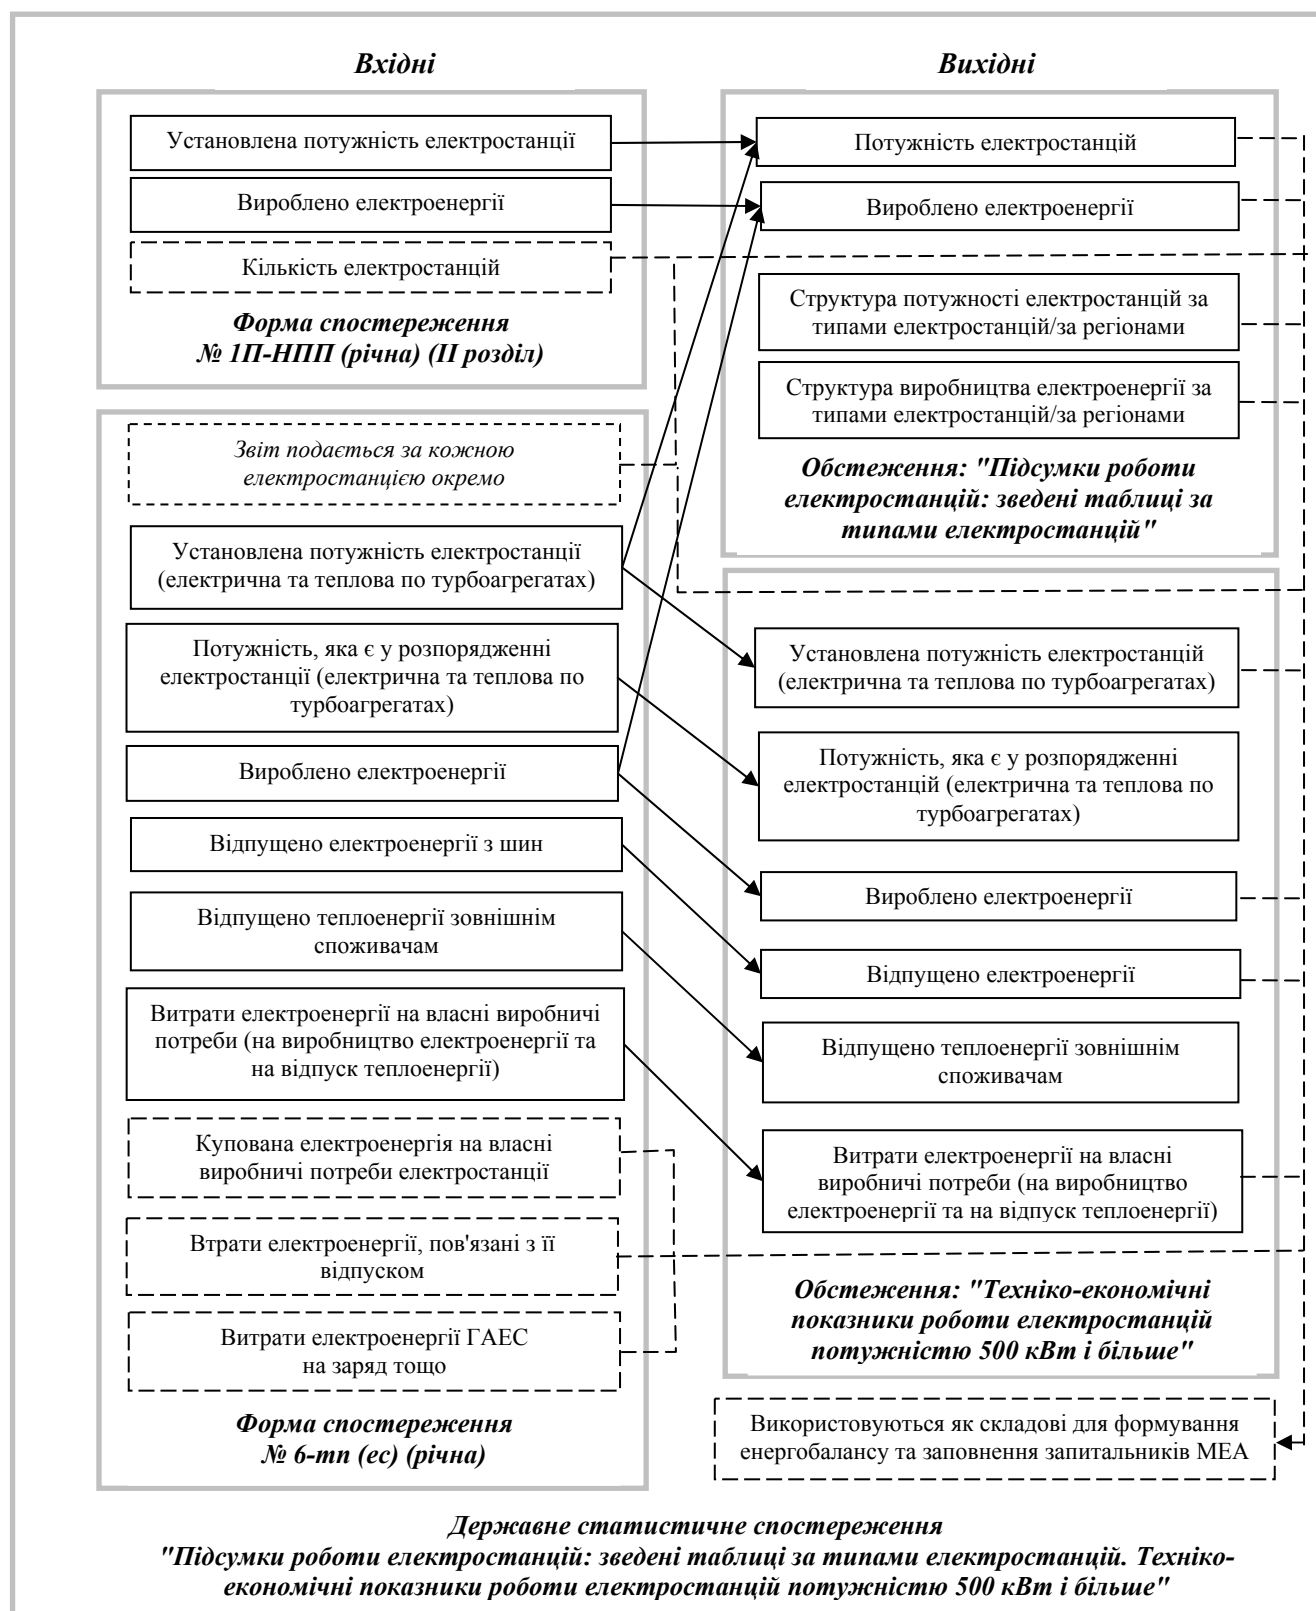 Вхідні
Установлена потужність електростанції
Вироблено електроенергії
Кількість електростанцій
Форма спостереження
№ 1П-НПП (річна) (ІІ розділ)
Звіт подається за кожною
електростанцією окремо
Установлена потужність електростанції
(електрична та теплова по турбоагрегатах)
Потужність, яка є у розпорядженні
електростанції (електрична та теплова по
турбоагрегатах)
Вироблено електроенергії
Відпущено електроенергії з шин
Відпущено теплоенергії зовнішнім
споживачам
Витрати електроенергії на власні виробничі
потреби (на виробництво електроенергії та
на відпуск теплоенергії)
Купована електроенергія на власні
виробничі потреби електростанції
Втрати електроенергії, пов'язані з її
відпуском
Витрати електроенергії ГАЕС
на заряд тощо
Форма спостереження
№ 6-тп (ес) (річна)
Вихідні
Потужність електростанцій
Вироблено електроенергії
Структура потужності електростанцій за
типами електростанцій/за регіонами
Структура виробництва електроенергії за
типами електростанцій/за регіонами
Обстеження: "Підсумки роботи
електростанцій: зведені таблиці за
типами електростанцій"
Установлена потужність електростанцій
(електрична та теплова по турбоагрегатах)
Потужність, яка є у розпорядженні
електростанцій (електрична та теплова по
турбоагрегатах)
Вироблено електроенергії
Відпущено електроенергії
Відпущено теплоенергії зовнішнім
споживачам
Витрати електроенергії на власні
виробничі потреби (на виробництво
електроенергії та на відпуск теплоенергії)
Обстеження: "Техніко-економічні
показники роботи електростанцій
потужністю 500 кВт і більше"
Використовуються як складові для формування
енергобалансу та заповнення запитальників МЕА
Державне статистичне спостереження
"Підсумки роботи електростанцій: зведені таблиці за типами електростанцій. Техніко-
економічні показники роботи електростанцій потужністю 500 кВт і більше"